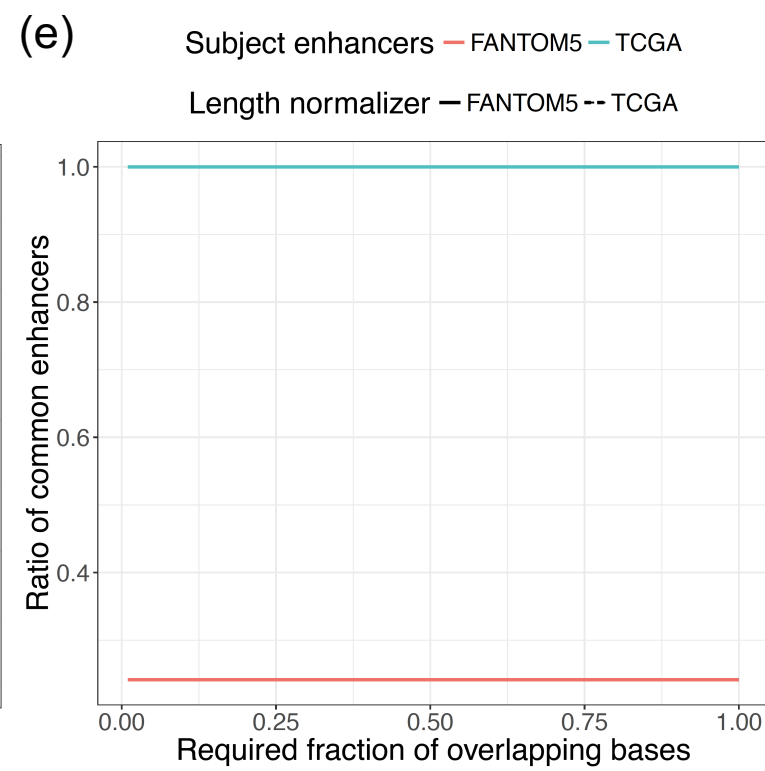 (e)
Subject enhancers FANTOM5 TCGA
Length normalizer FANTOM5 TCGA
Ratio of common enhancers
1.0
0.8
0.6
0.4
0.00 0.25 0.50 0.75 1.00
Required fraction of overlapping bases